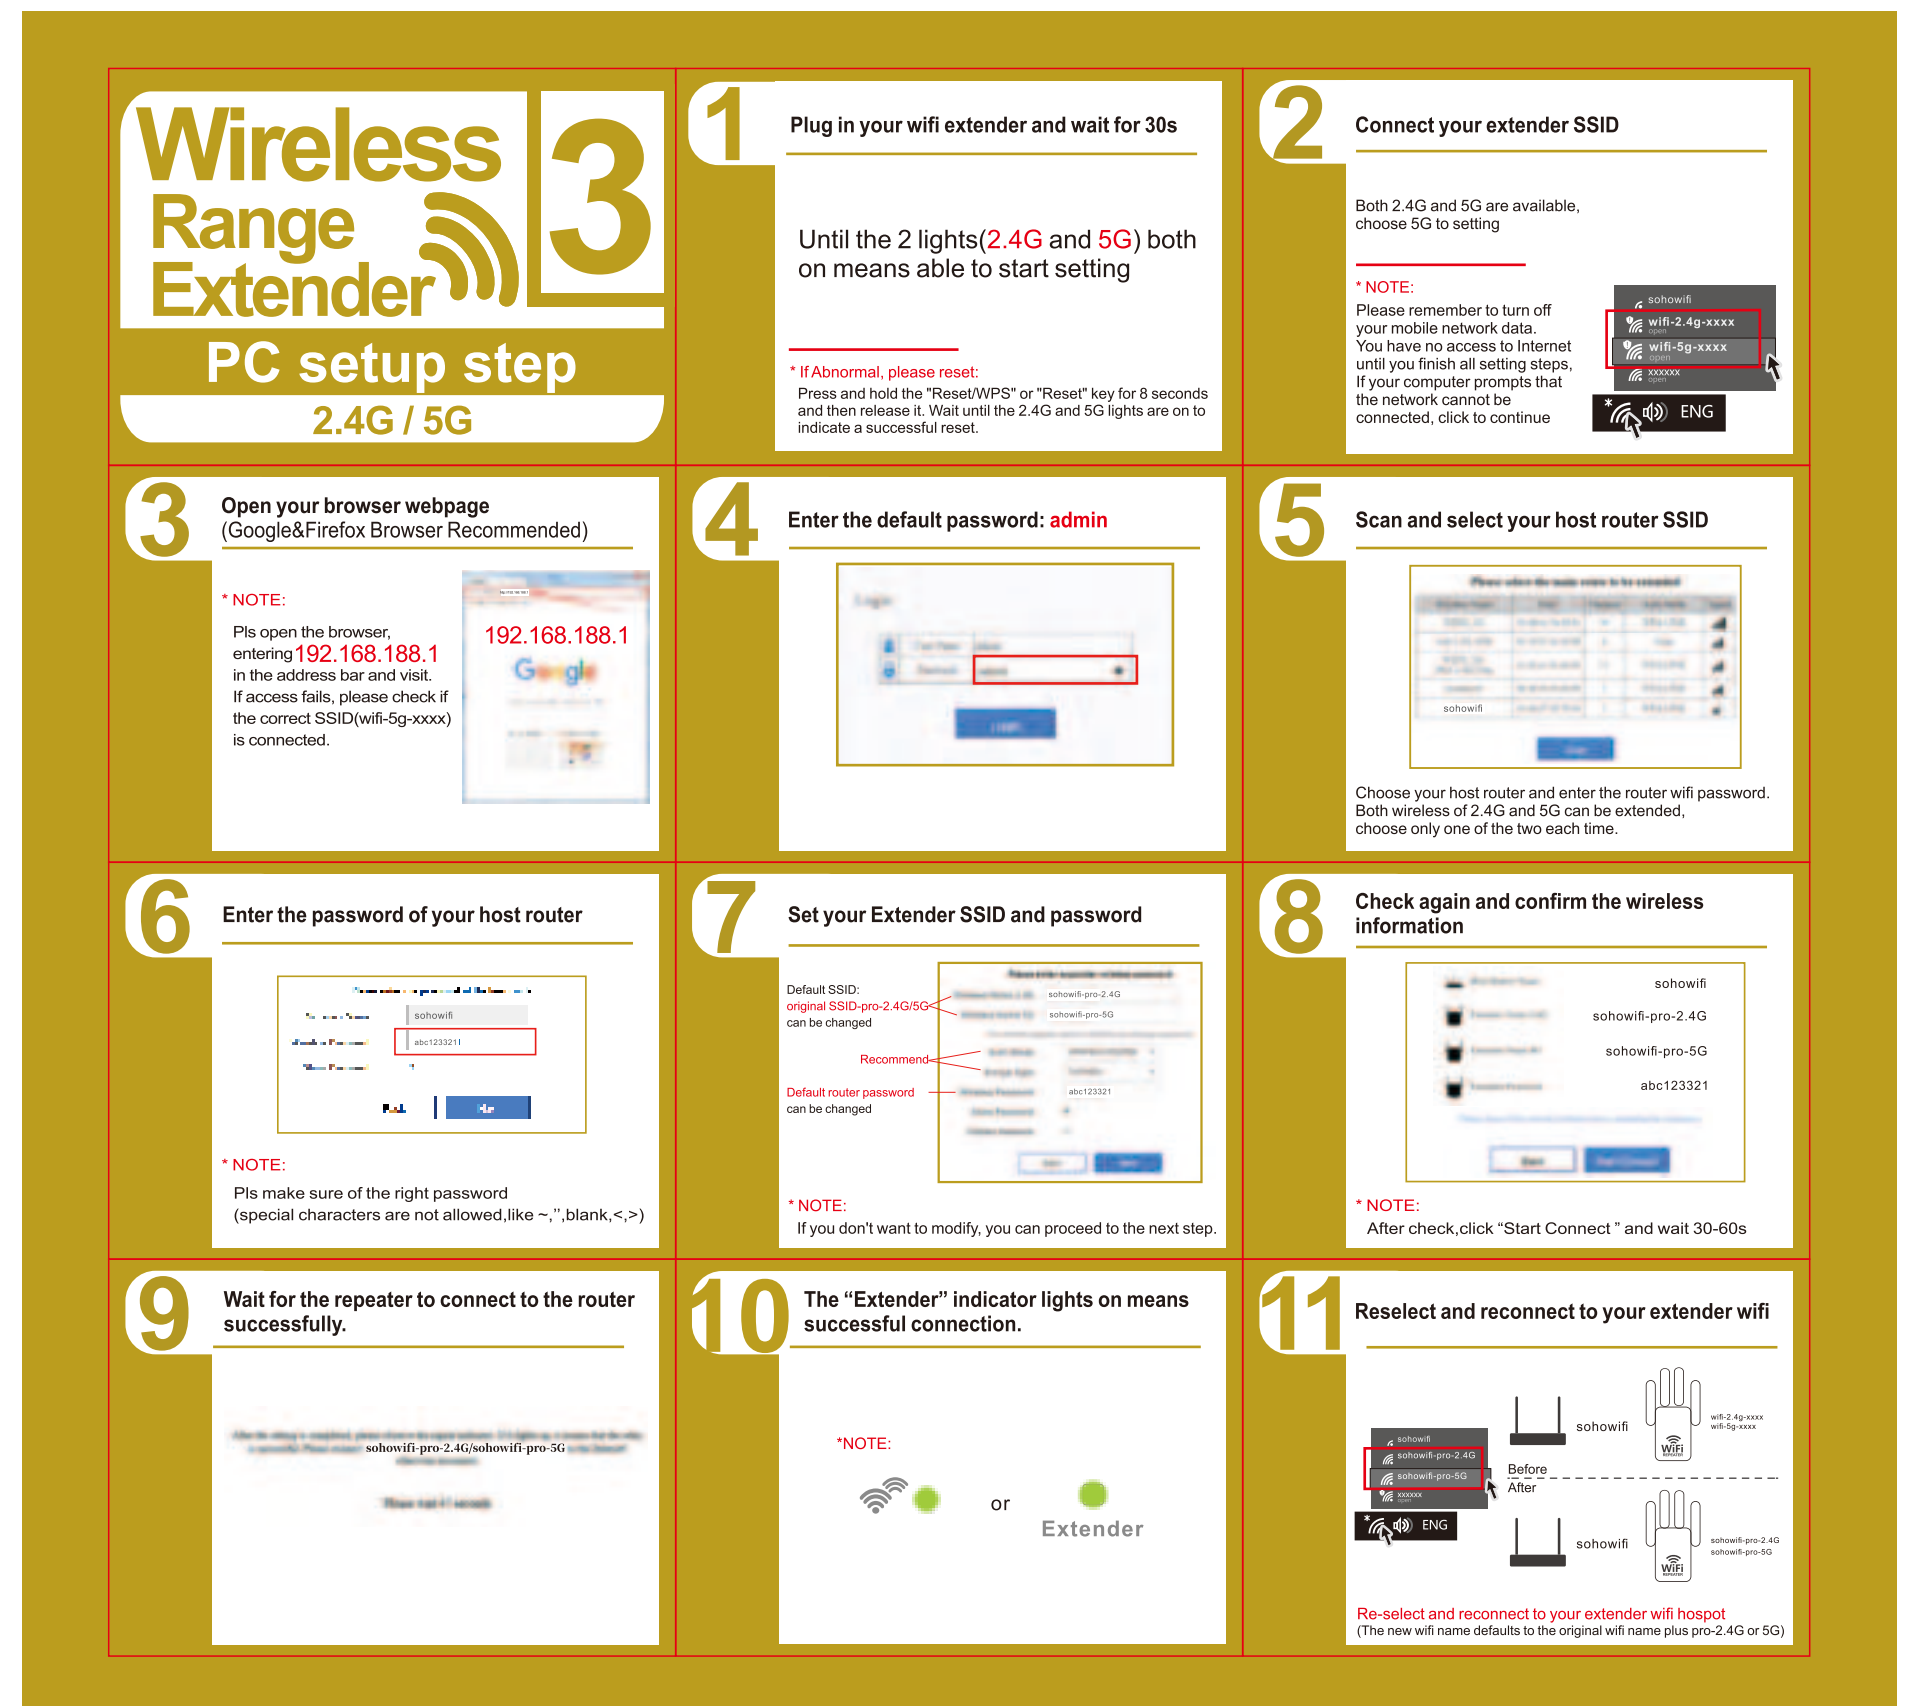 Wireless
Range
Extender
3
PC setup step
2.4G / 5G
1
Plug in your wifi extender and wait for 30s
Until the 2 lights(2.4G and 5G) both
on means able to start setting
* If Abnormal, please reset:
Press and hold the "Reset/WPS" or "Reset" key for 8 seconds
and then release it. Wait until the 2.4G and 5G lights are on to
indicate a successful reset.
2
Connect your extender SSID
Both 2.4G and 5G are available,
choose 5G to setting
* NOTE:
Please remember to turn off
your mobile network data.
You have no access to Internet
until you finish all setting steps,
If your computer prompts that
the network cannot be
connected, click to continue
sohowifi
wifi-2.4g-xxxx
open
wifi-5g-xxxx
open
xxxxxx
open
* ENG
3
Open your browser webpage
(Google&Firefox Browser Recommended)
* NOTE:
Pls open the browser,
entering192.168.188.1
in the address bar and visit.
If access fails, please check if
the correct SSID(wifi-5g-xxxx)
is connected.
192.168.188.1
Google
4
Enter the default password: admin
Login
5
Scan and select your host router SSID
sohowifi
Choose your host router and enter the router wifi password.
Both wireless of 2.4G and 5G can be extended,
choose only one of the two each time.
6
Enter the password of your host router
sohowifi
abc123321
* NOTE:
Pls make sure of the right password
(special characters are not allowed,like ~,'',blank,<,>)
7
Set your Extender SSID and password
Default SSID:
original SSID-pro-2.4G/5G
can be changed
Recommend
Default router password
can be changed
sohowifi-pro-2.4G
sohowifi-pro-5G
abc123321
* NOTE:
If you don't want to modify, you can proceed to the next step.
8
Check again and confirm the wireless
information
sohowifi
sohowifi-pro-2.4G
sohowifi-pro-5G
abc123321
* NOTE:
After check,click “Start Connect ” and wait 30-60s
9
Wait for the repeater to connect to the router
successfully.
sohowifi-pro-2.4G/sohowifi-pro-5G
10
The “Extender” indicator lights on means
successful connection.
*NOTE:
or
Extender
11
Reselect and reconnect to your extender wifi
sohowifi
sohowifi-pro-2.4G
sohowifi-pro-5G
xxxxxx
open
* ENG
sohowifi
WiFi
REPEATER
wifi-2.4g-xxxx
wifi-5g-xxxx
Before
After
sohowifi
WiFi
REPEATER
sohowifi-pro-2.4G
sohowifi-pro-5G
Re-select and reconnect to your extender wifi hospot
(The new wifi name defaults to the original wifi name plus pro-2.4G or 5G)